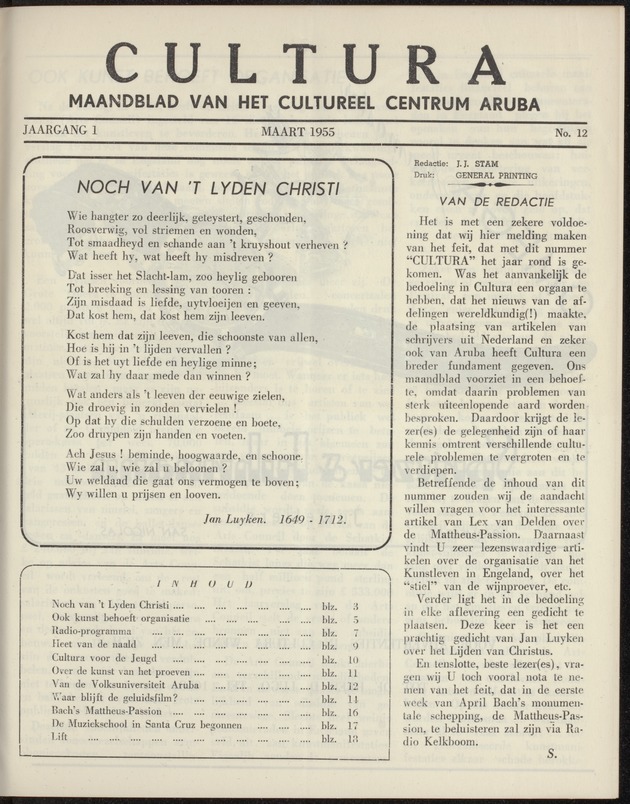 CULTURA
MAANDBLAD VAN HET CULTUREEL CENTRUM ARUBA
JAARGANG 1 MAART 1955 No. 12
NOCH VAN 'T LYDEN CHRISTI
Wie hangter zo deerlijk, geteystert, geschonden,
Roosverwig, vol striemen en wonden,
Tot smaadheyd en schande aan 't kruyshout verheven ?
Wat heeft hy, wat heeft hy misdreven ?
Dat isser het Slacht-lam, zoo heylig gebooren
Tot breeking en lessing van tooren :
Zijn misdaad is liefde, uytvloeijen en geeven,
Dat kost hem, dat kost hem zijn leeven.
Kost hem dat zijn leeven, die schoonste van allen,
Hoe is hij in 't lijden vervallen ?
Of is het uyt liefde en heylige minne;
Wat zal hy daar mede dan winnen ?
Wat anders als 't leeven der eeuwige zielen,
Die droevig in zonden vervielen !
Op dat hy die schulden verzoene en boete,
Zoo druypen zijn handen en voeten.
Ach Jesus ! beminde, hoogwaarde, en schoone.
Wie zal u, wie zal u beloonen ?
Uw weldaad die gaat ons vermogen te boven;
Wy willen u prijsen en looven.
Jan Luyken. 1649 - 1712.
INHOUD
Noch van 't Lyden Christi .... .... .... .... .... .... blz. 3
Ook kunst behoeft organisatie .... .... .... .... blz. 5
Radio-programma .... .... .... .... .... .... blz. 7
Heet van de naald .... .... .... .... .... .... blz. 9
Cultura voor de Jeugd .... .... .... .... .... blz. 10
Over de kunst van het proeven .... .... .... .... blz. 11
Van de Volksuniversiteit Aruba .... .... .... .... blz. 12
Waar blijft de geluidsfilm? .... .... .... .... blz. 14
Bach's Mattheus-Passion .... .... .... .... .... blz. 16
De Muziekschool in Santa Cruz begonnen .... .... .... blz. 17
Lift .... .... .... .... .... .... .... .... blz. 18
Redactie: J. J. STAM
Druk: GENERAL PRINTING
VAN DE REDACTIE
Het is met een zekere voldoe-
ning dat wij hier melding maken
van het feit, dat met dit nummer
"CULTURA" het jaar rond is ge-
komen. Was het aanvankelijk de
bedoeling in Cultura een orgaan te
hebben, dat het nieuws van de af-
delingen wereldkundig(!) maakte,
de plaatsing van artikelen van
schrijvers uit Nederland en zeker
ook van Aruba heeft Cultura een
breder fundament gegeven. Ons
maandblad voorziet in een behoef-
te, omdat daarin problemen van
sterk uiteenlopende aard worden
besproken. Daardoor krijgt de le-
zer(es) de gelegenheid zijn of haar
kennis omtrent verschillende cultu-
rele problemen te vergroten en te
verdiepen.
Betreffende de inhoud van dit
nummer zouden wij de aandacht
willen vragen voor het interessante
artikel van Lex van Delden over
de Mattheus-Passion. Daarnaast
vindt U zeer lezenswaardige arti-
kelen over de organisatie van het
Kunstleven in Engeland, over het
"stiel" van de wijnproever, etc.
Verder ligt het in de bedoeling
in elke aflevering een gedicht te
plaatsen. Deze keer is het een
prachtig gedicht van Jan Luyken
over het Lijden van Christus.
En tenslotte, beste lezer(es), vra-
gen wij U toch vooral nota te ne-
men van het feit, dat in de eerste
week van April Bach's monumen-
tale schepping, de Mattheus-Pas-
sion, te beluisteren zal zijn via Ra-
dio Kelkboom.
S.